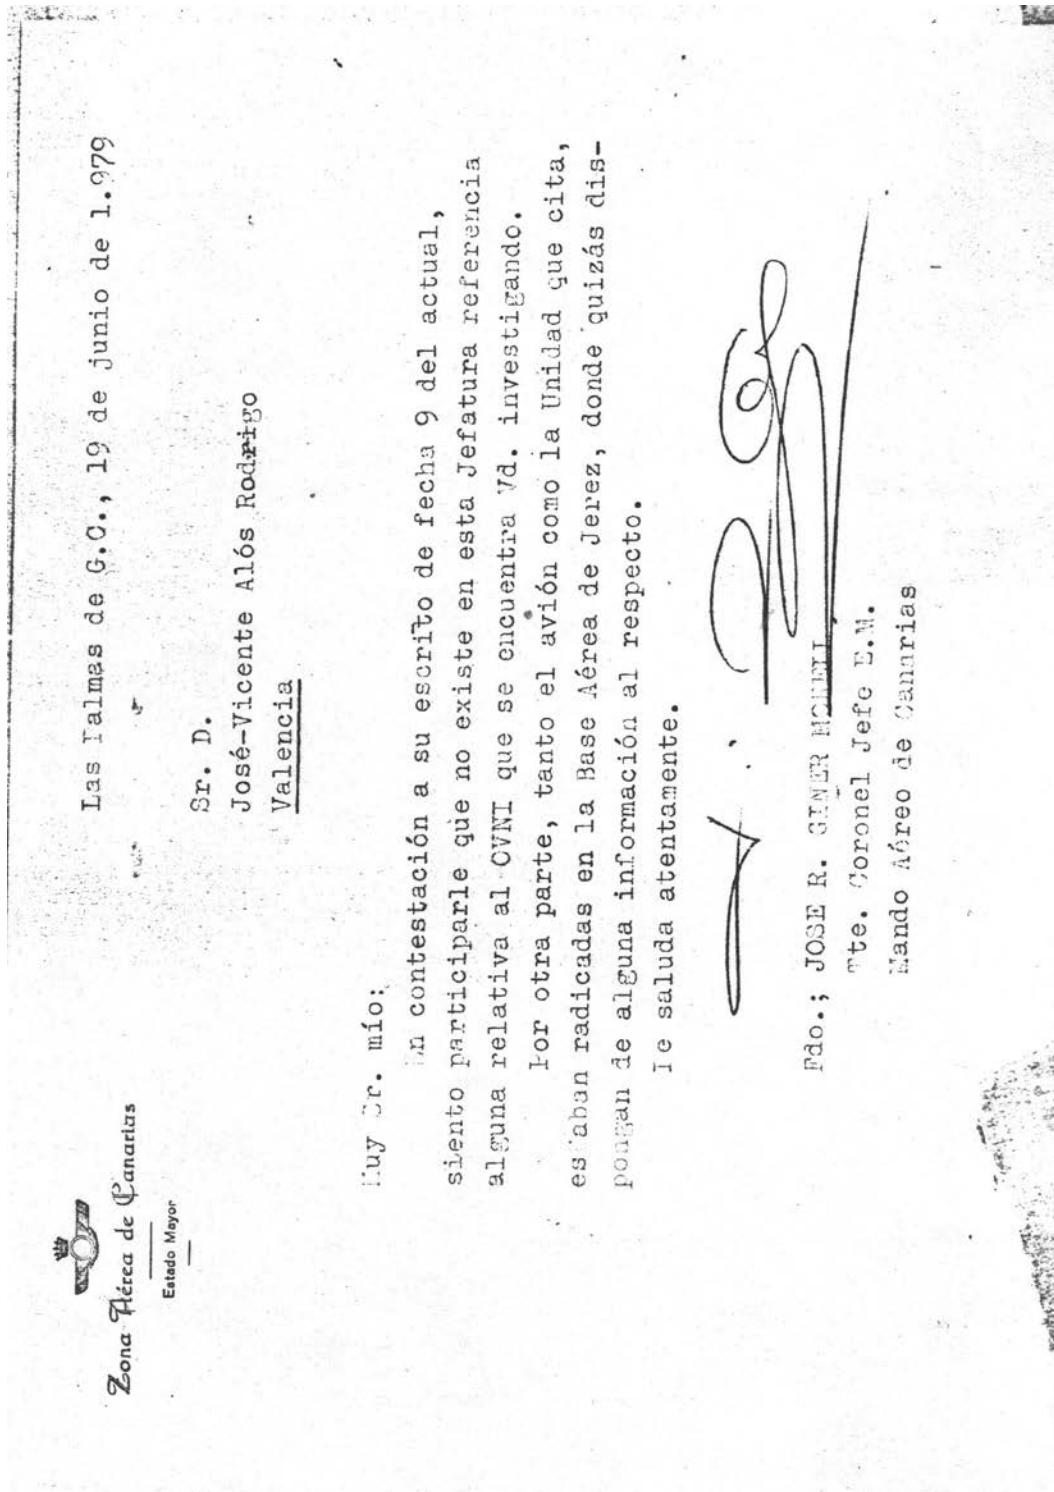 Zona Aérea de Canarias
Estado Mayor
Las Palmas de G.C., 19 de junio de 1.979
Sr. D.
José-Vicente Alós Rodrigo
Valencia
Muy Sr. mío:
En contestación a su escrito de fecha 9 del actual,
siento participarle que no existe en esta Jefatura referencia
alguna relativa al OVNI que se encuentra Vd. investigando.
Por otra parte, tanto el avión como la Unidad que cita,
estaban radicadas en la Base Aérea de Jerez, donde quizás dis-
pongan de alguna información al respecto.
Le saluda atentamente.
Fdo.; JOSE R. GINER
Tte. Coronel Jefe E.M.
Mando Aéreo de Canarias